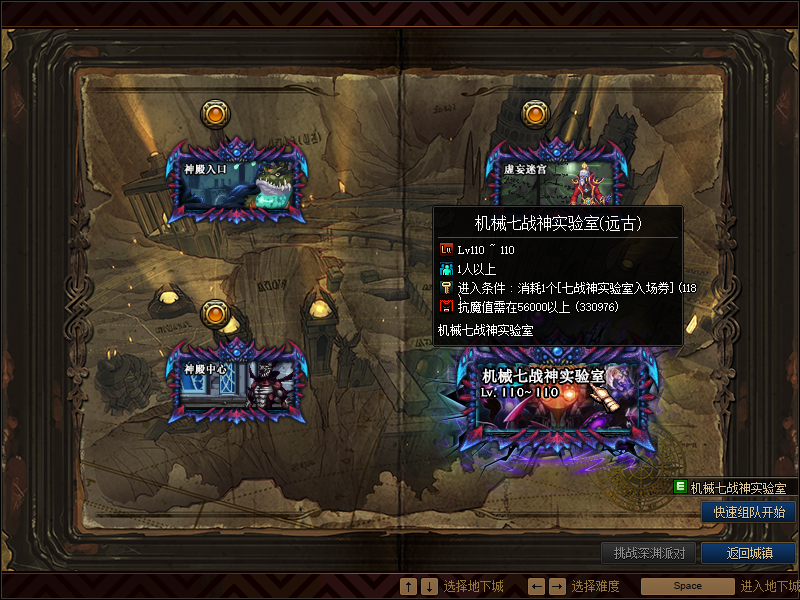 神殿入口
虚妄迷宫
机械七战神实验室(远古)
Lv110 ~ 110
1人以上
进入条件：消耗1个[七战神实验室入场券] (118
抗魔值需在56000以上 (330976)
机械七战神实验室
神殿中心
机械七战神实验室
Lv. 110~110
E 机械七战神实验室
快速组队开始
挑战深渊派对
返回城镇
↑ ↓ 选择地下城 ← → 选择难度 Space 进入地下城